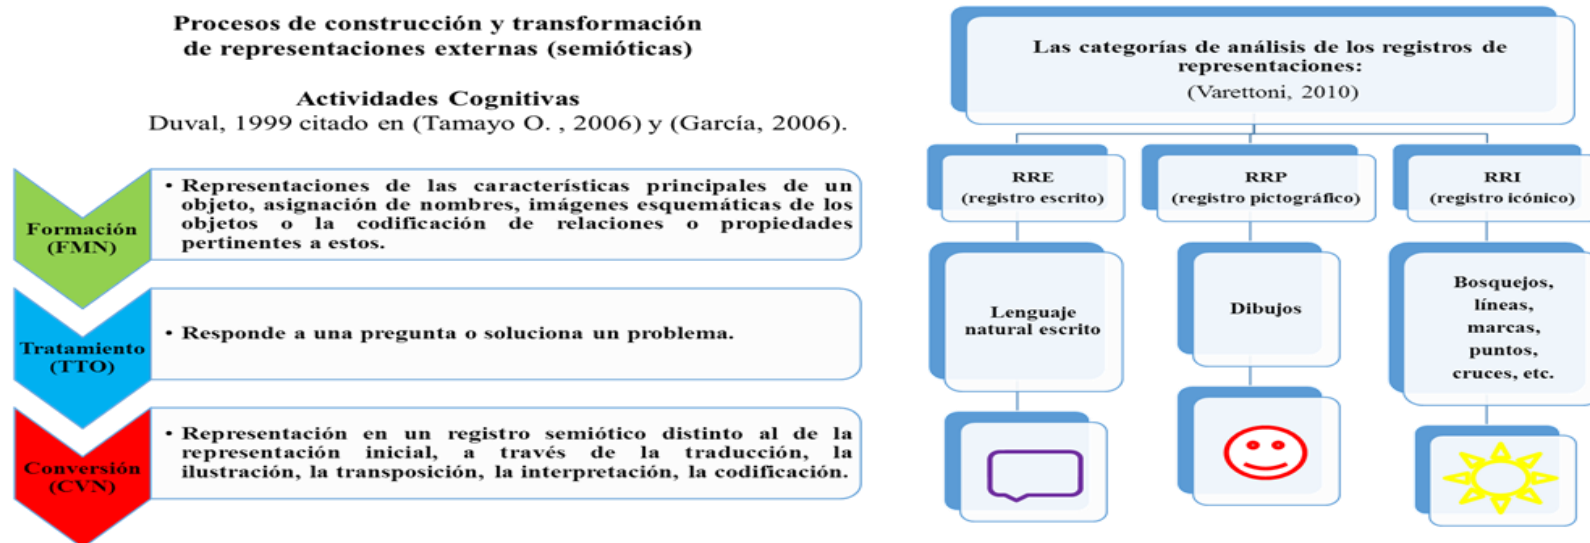 Procesos de construcción y transformación
de representaciones externas (semióticas)
Actividades Cognitivas
Duval, 1999 citado en (Tamayo O. , 2006) y (García, 2006).
Formación
(FMN)
• Representaciones de las características principales de un
objeto, asignación de nombres, imágenes esquemáticas de los
objetos o la codificación de relaciones o propiedades
pertinentes a estos.
Tratamiento
(TTO)
• Responde a una pregunta o soluciona un problema.
Conversión
(CVN)
• Representación en un registro semiótico distinto al de la
representación inicial, a través de la traducción, la
ilustración, la transposición, la interpretación, la codificación.
Las categorías de análisis de los registros de
representaciones:
(Varettoni, 2010)
RRE
(registro escrito)
RRP
(registro pictográfico)
RRI
(registro icónico)
Lenguaje
natural escrito
Dibujos
Bosquejos,
líneas,
marcas,
puntos,
cruces, etc.